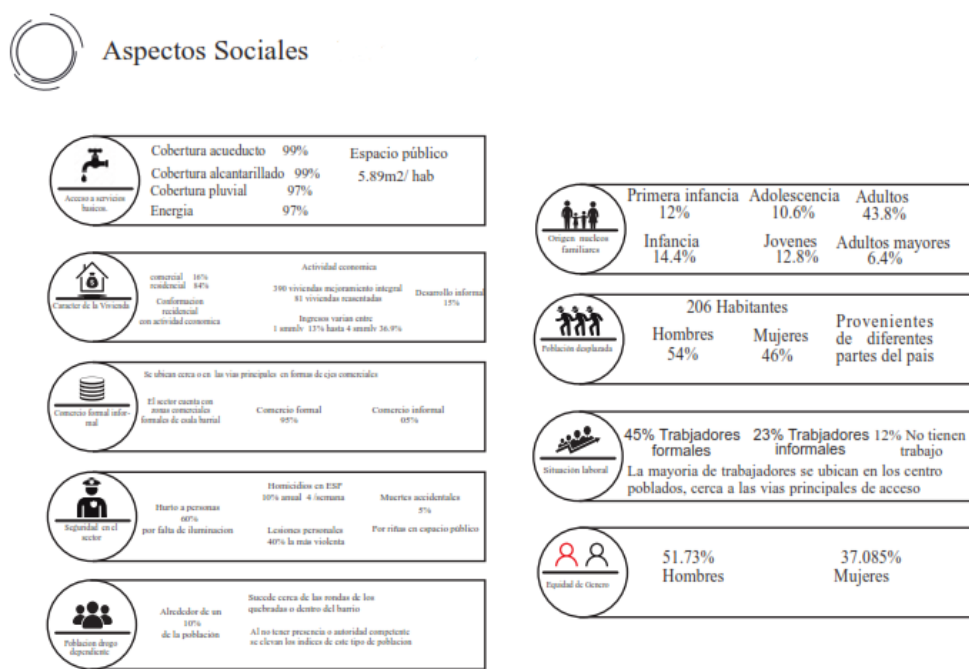 Aspectos Sociales
Acceso a servicios
basicos.
Cobertura acueducto 99%
Cobertura alcantarillado 99%
Cobertura pluvial 97%
Energia 97%
Espacio público
5.89m2/ hab
Caracter de la Vivienda
comercial 16%
residencial 84%
Conformacion
recidencial
con actividad economica
Actividad economica
390 viviendas mejoramiento integral
81 viviendas reasentadas
Ingresos varian entre
1 smmlv 13% hasta 4 smmlv 36.9%
Desarrollo informal
15%
Comercio formal infor-
mal
Se ubican cerca o en las vias principales en formas de ejes comerciales
El sector cuenta con
zonas comerciales
formales de escala barrial
Comercio formal
95%
Comercio informal
05%
Seguridad en el
sector
Hurto a personas
60%
por falta de iluminacion
Homicidios en ESP
10% anual 4 /semana
Lesiones personales
40% la más violenta
Muertes accidentales
5%
Por riñas en espacio público
Poblacion drogo
dependiente
Alrededor de un
10%
de la población
Sucede cerca de las rondas de los
quebradas o dentro del barrio
Al no tener presencia o autoridad competente
se elevan los indices de este tipo de poblacion
Origen nucleos
familiares
Primera infancia
12%
Adolescencia
10.6%
Adultos
43.8%
Infancia
14.4%
Jovenes
12.8%
Adultos mayores
6.4%
Población desplazada
206 Habitantes
Hombres
54%
Mujeres
46%
Provenientes
de diferentes
partes del pais
Situación laboral
45% Trabjadores
formales
23% Trabjadores
informales
12% No tienen
trabajo
La mayoria de trabajadores se ubican en los centro
poblados, cerca a las vias principales de acceso
Equidad de Genero
51.73%
Hombres
37.085%
Mujeres